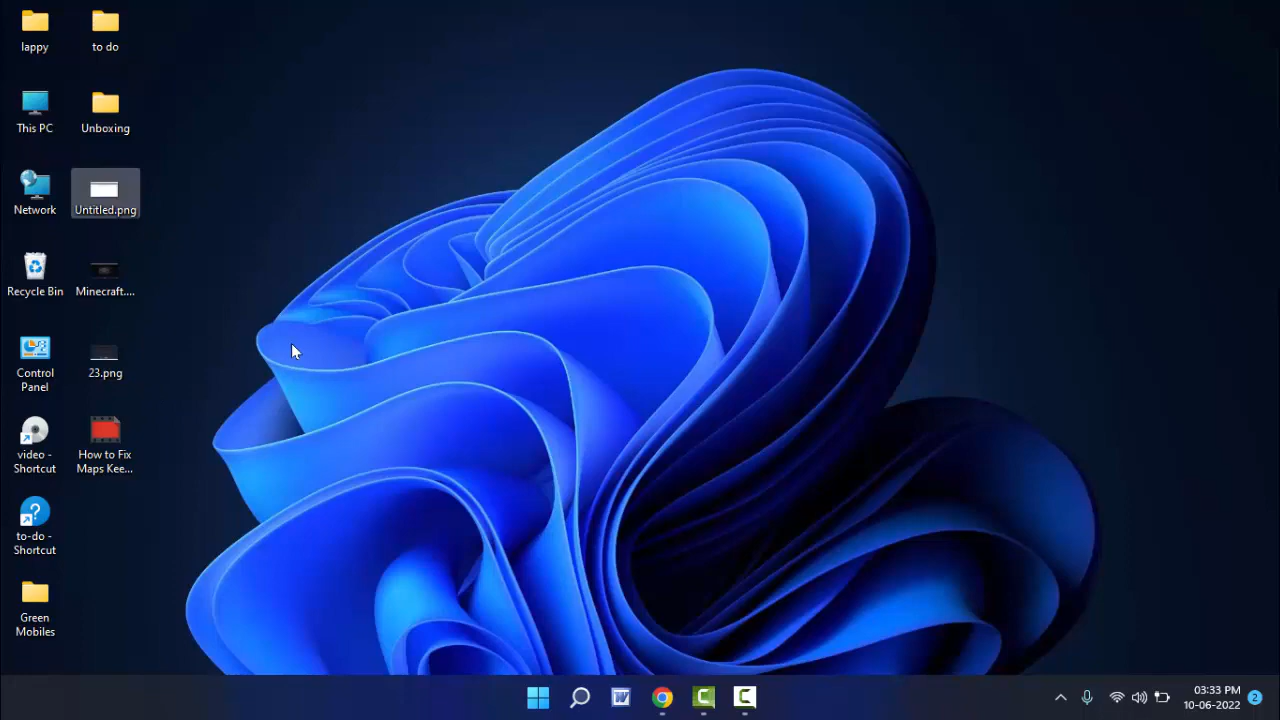 lappy
to do
This PC
Unboxing
Network
Untitled.png
Recycle Bin
Minecraft....
Control
Panel
23.png
video -
Shortcut
How to Fix
Maps Kee...
to-do -
Shortcut
Green
Mobiles
W
C
C
03:33 PM
10-06-2022
2